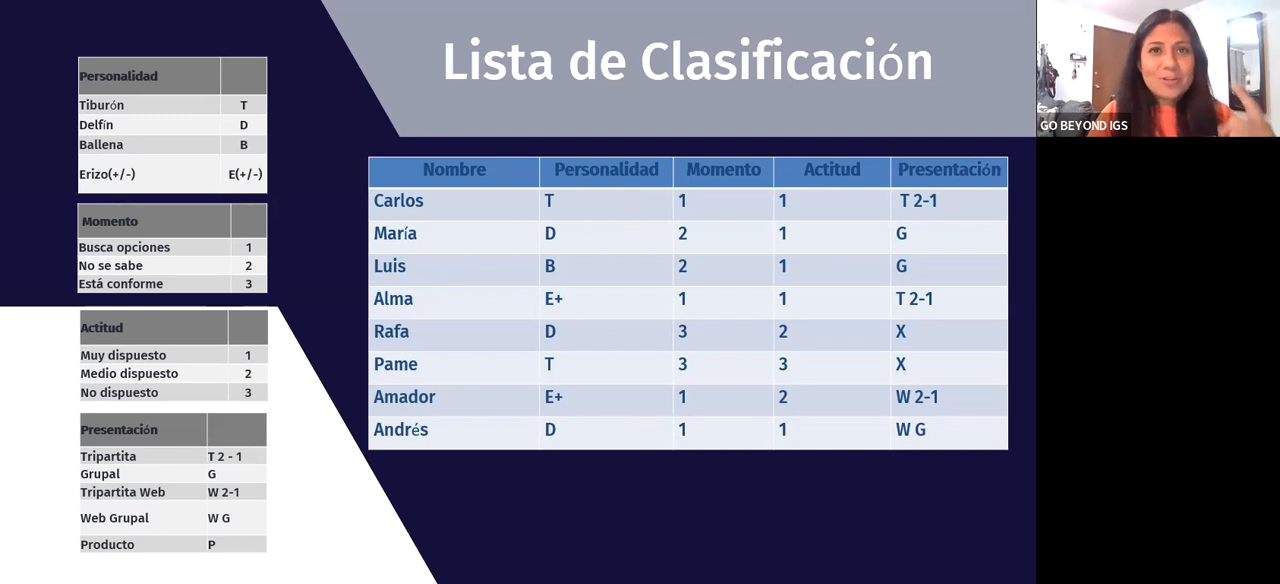 Lista de Clasificación
GO BEYOND IGS
Personalidad
Tiburón T
Delfín D
Ballena B
Erizo(+/-) E(+/-)
Momento
Busca opciones 1
No se sabe 2
Está conforme 3
Actitud
Muy dispuesto 1
Medio dispuesto 2
No dispuesto 3
Presentación
Tripartita T 2 - 1
Grupal G
Tripartita Web W 2-1
Web Grupal W G
Producto P
Nombre Personalidad Momento Actitud Presentación
Carlos T 1 1 T 2-1
María D 2 1 G
Luis B 2 1 G
Alma E+ 1 1 T 2-1
Rafa D 3 2 X
Pame T 3 3 X
Amador E+ 1 2 W 2-1
Andrés D 1 1 W G